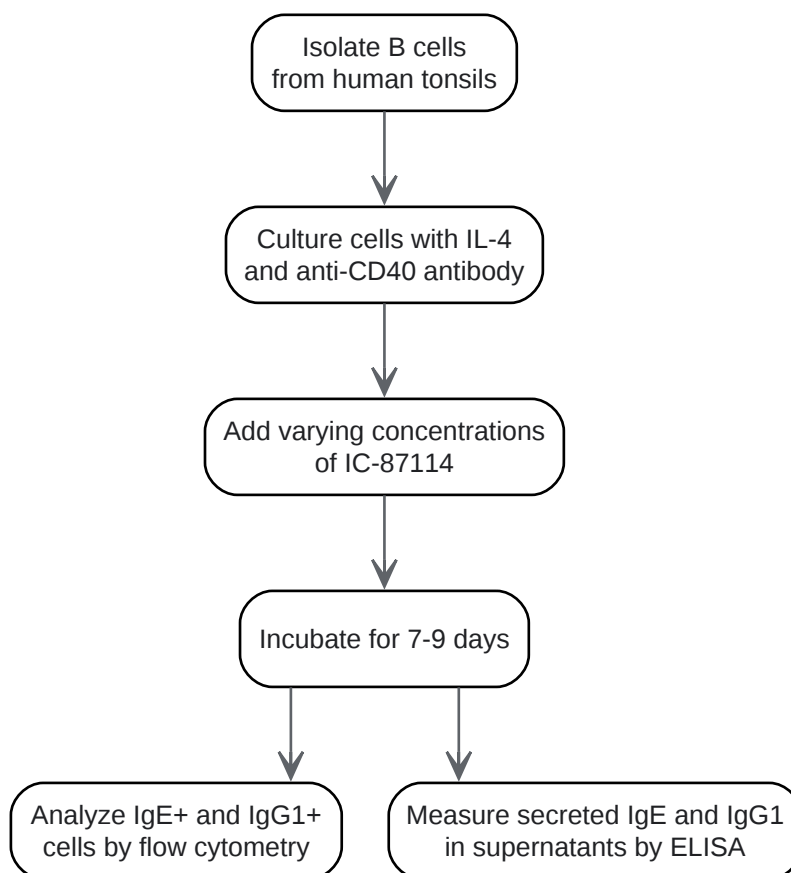 Isolate B cells
from human tonsils
Culture cells with IL-4
and anti-CD40 antibody
Add varying concentrations
of IC-87114
Incubate for 7-9 days
Analyze IgE+ and IgG1+
cells by flow cytometry
Measure secreted IgE and IgG1
in supernatants by ELISA